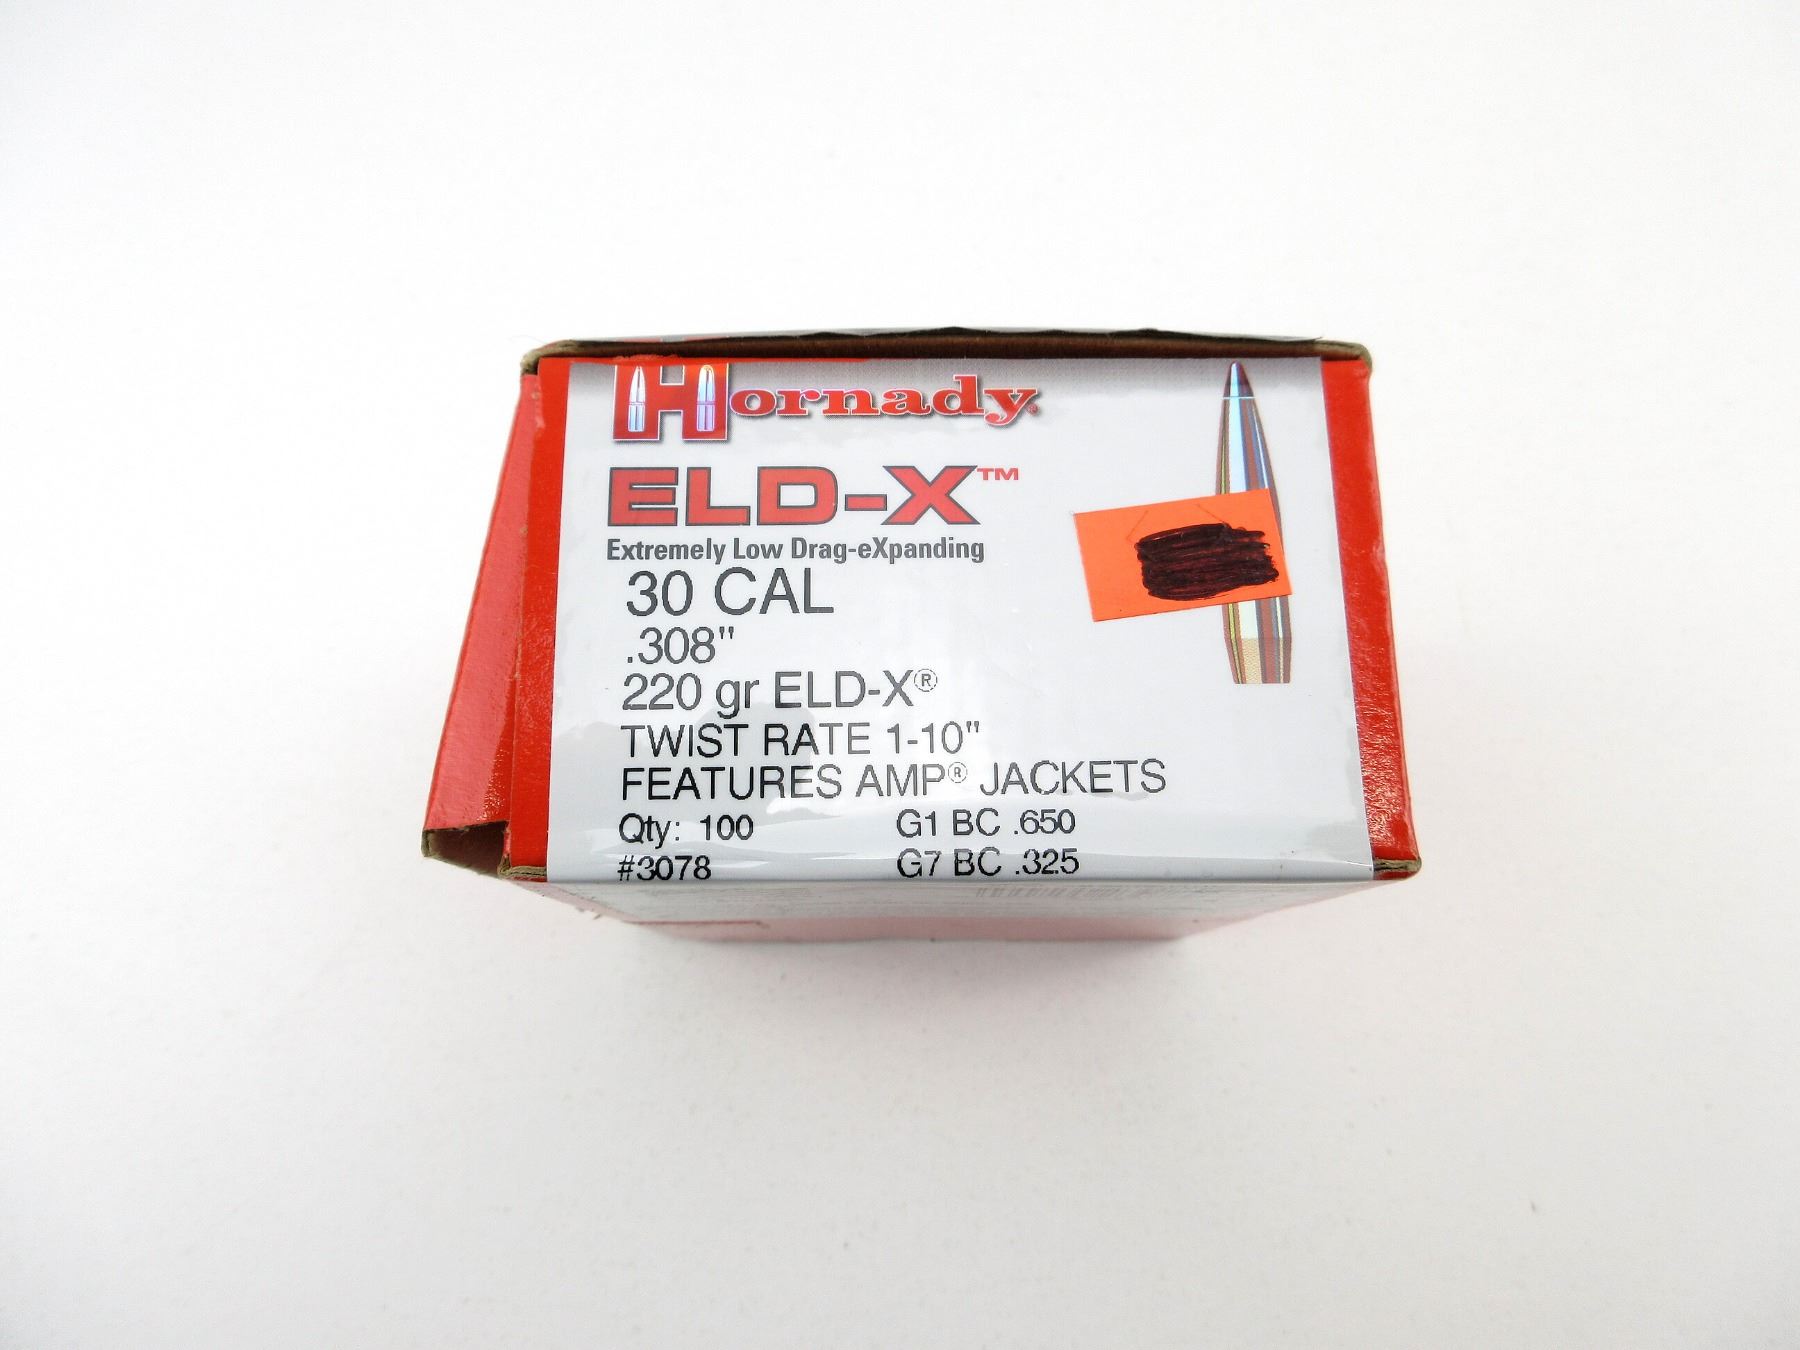 Hornady®
ELD-X™
Extremely Low Drag-eXpanding
30 CAL
.308"
220 gr ELD-X®
TWIST RATE 1-10"
FEATURES AMP® JACKETS
Qty: 100 G1 BC .650
#3078 G7 BC .325